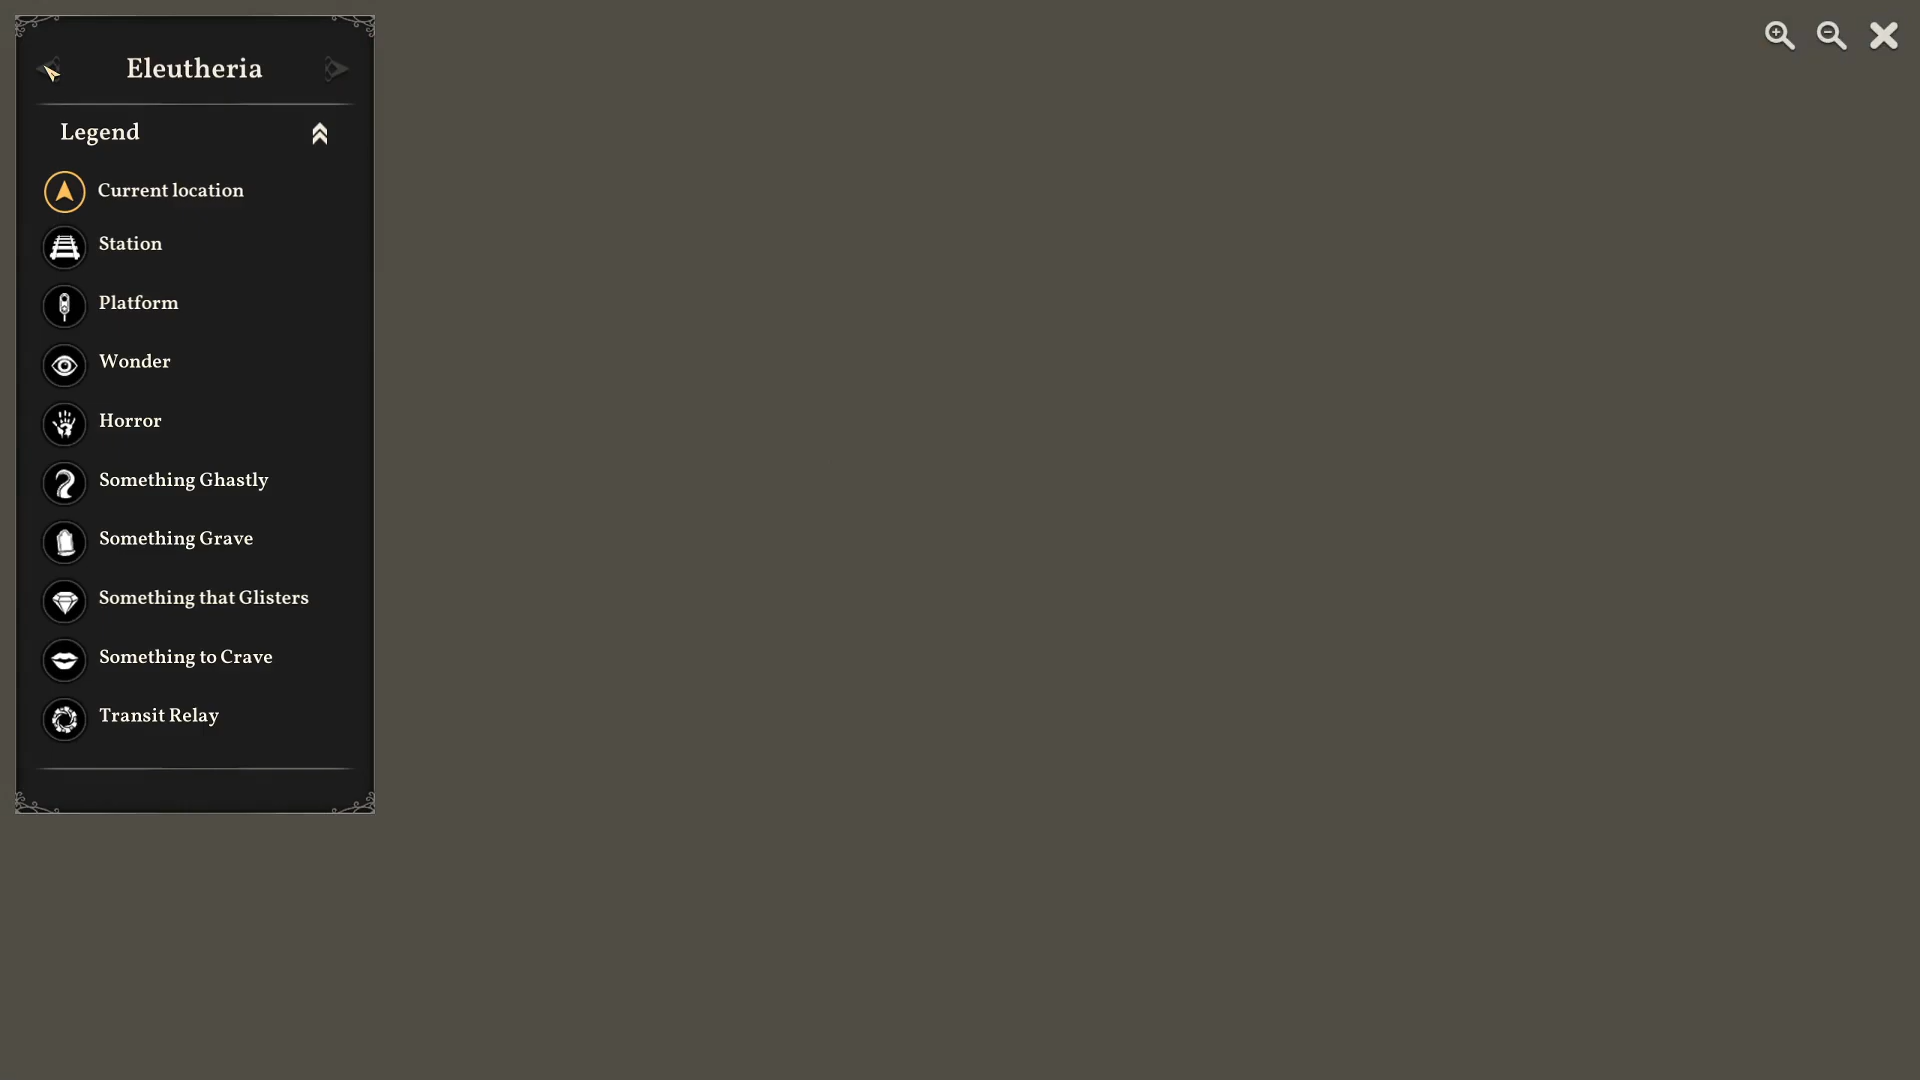 Eleutheria
Legend
Current location
Station
Platform
Wonder
Horror
Something Ghastly
Something Grave
Something that Glisters
Something to Crave
Transit Relay